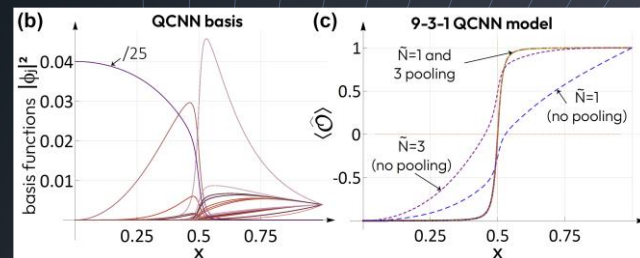 (b) QCNN basis
basis functions |ϕj|²
0.04
0.03
0.02
0.01
/25
0.25 0.5 0.75
x
(c) 9-3-1 QCNN model
⟨Ô⟩
1
0.5
0
-0.5
Ñ=1 and
3 pooling
Ñ=1
(no pooling)
Ñ=3
(no pooling)
0.25 0.5 0.75
x